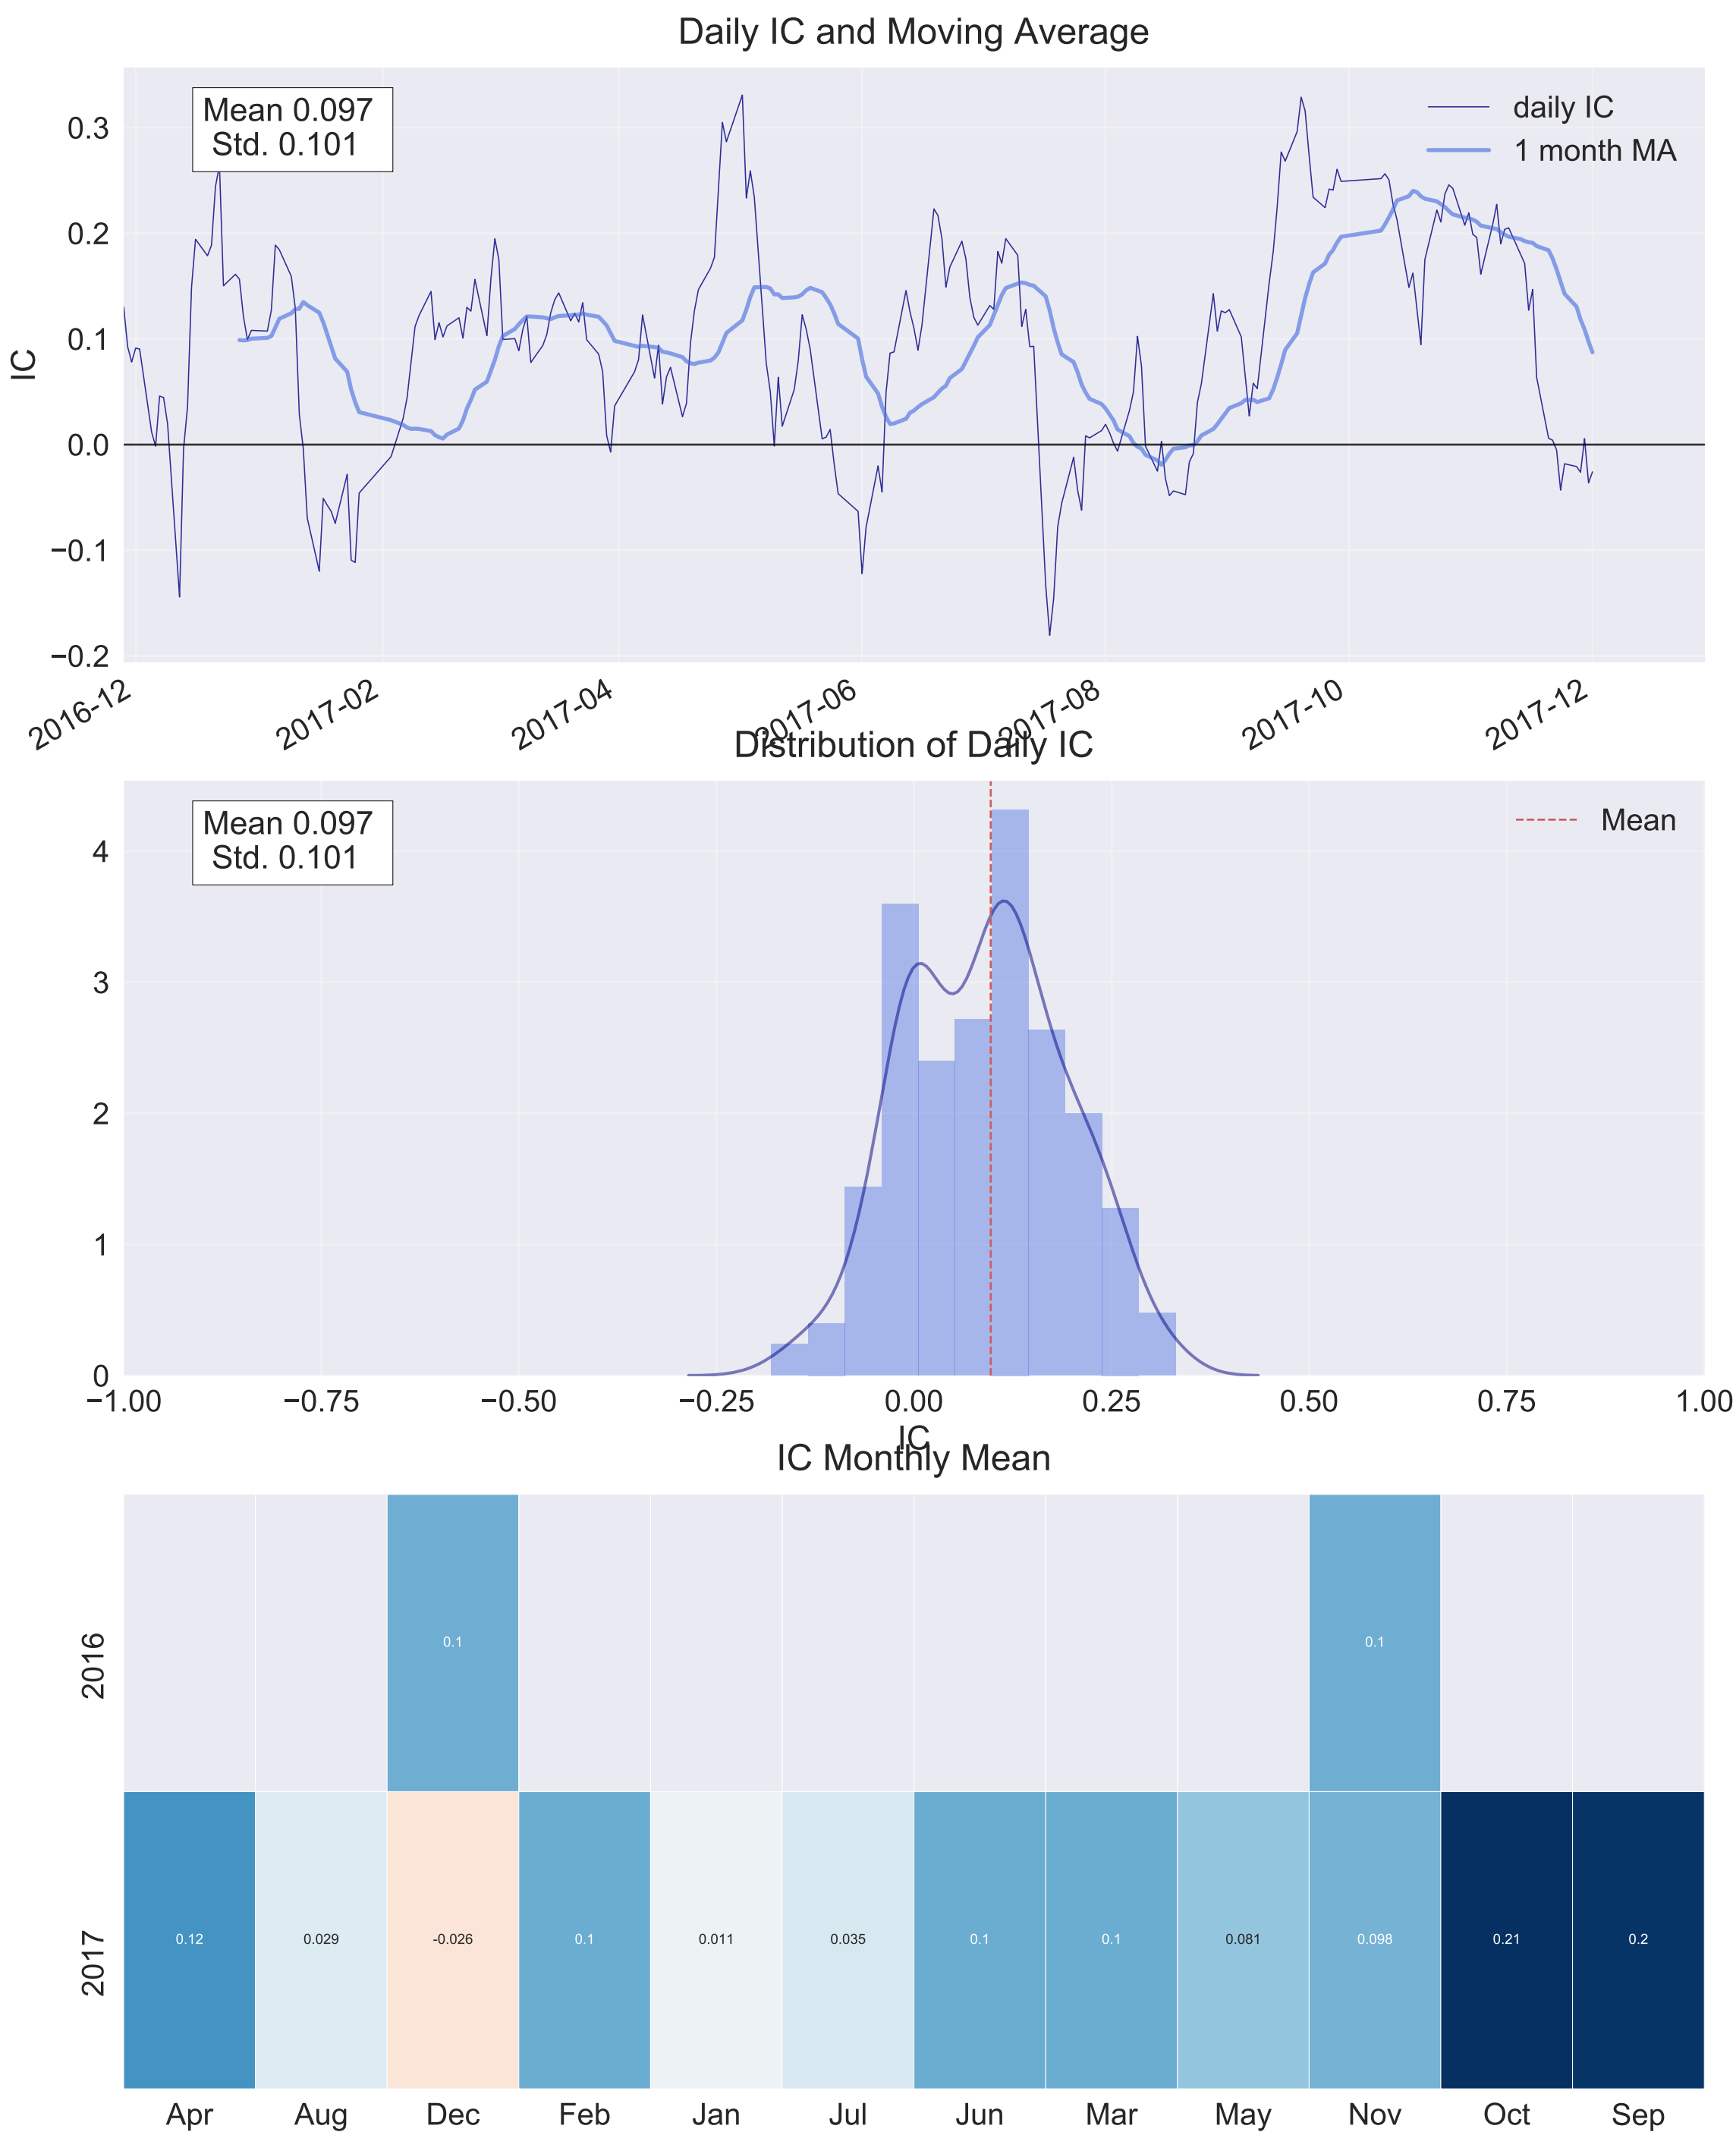 Daily IC and Moving Average
Mean 0.097
Std. 0.101
daily IC
1 month MA
IC
0.3
0.2
0.1
0.0
−0.1
−0.2
2016-12 2017-02 2017-04 2017-06 2017-08 2017-10 2017-12
Distribution of Daily IC
Mean 0.097
Std. 0.101
Mean
4
3
2
1
0
−1.00 −0.75 −0.50 −0.25 0.00 0.25 0.50 0.75 1.00
IC
IC Monthly Mean
2016
0.1 0.1
2017
0.12 0.029 -0.026 0.1 0.011 0.035 0.1 0.1 0.081 0.098 0.21 0.2
Apr Aug Dec Feb Jan Jul Jun Mar May Nov Oct Sep